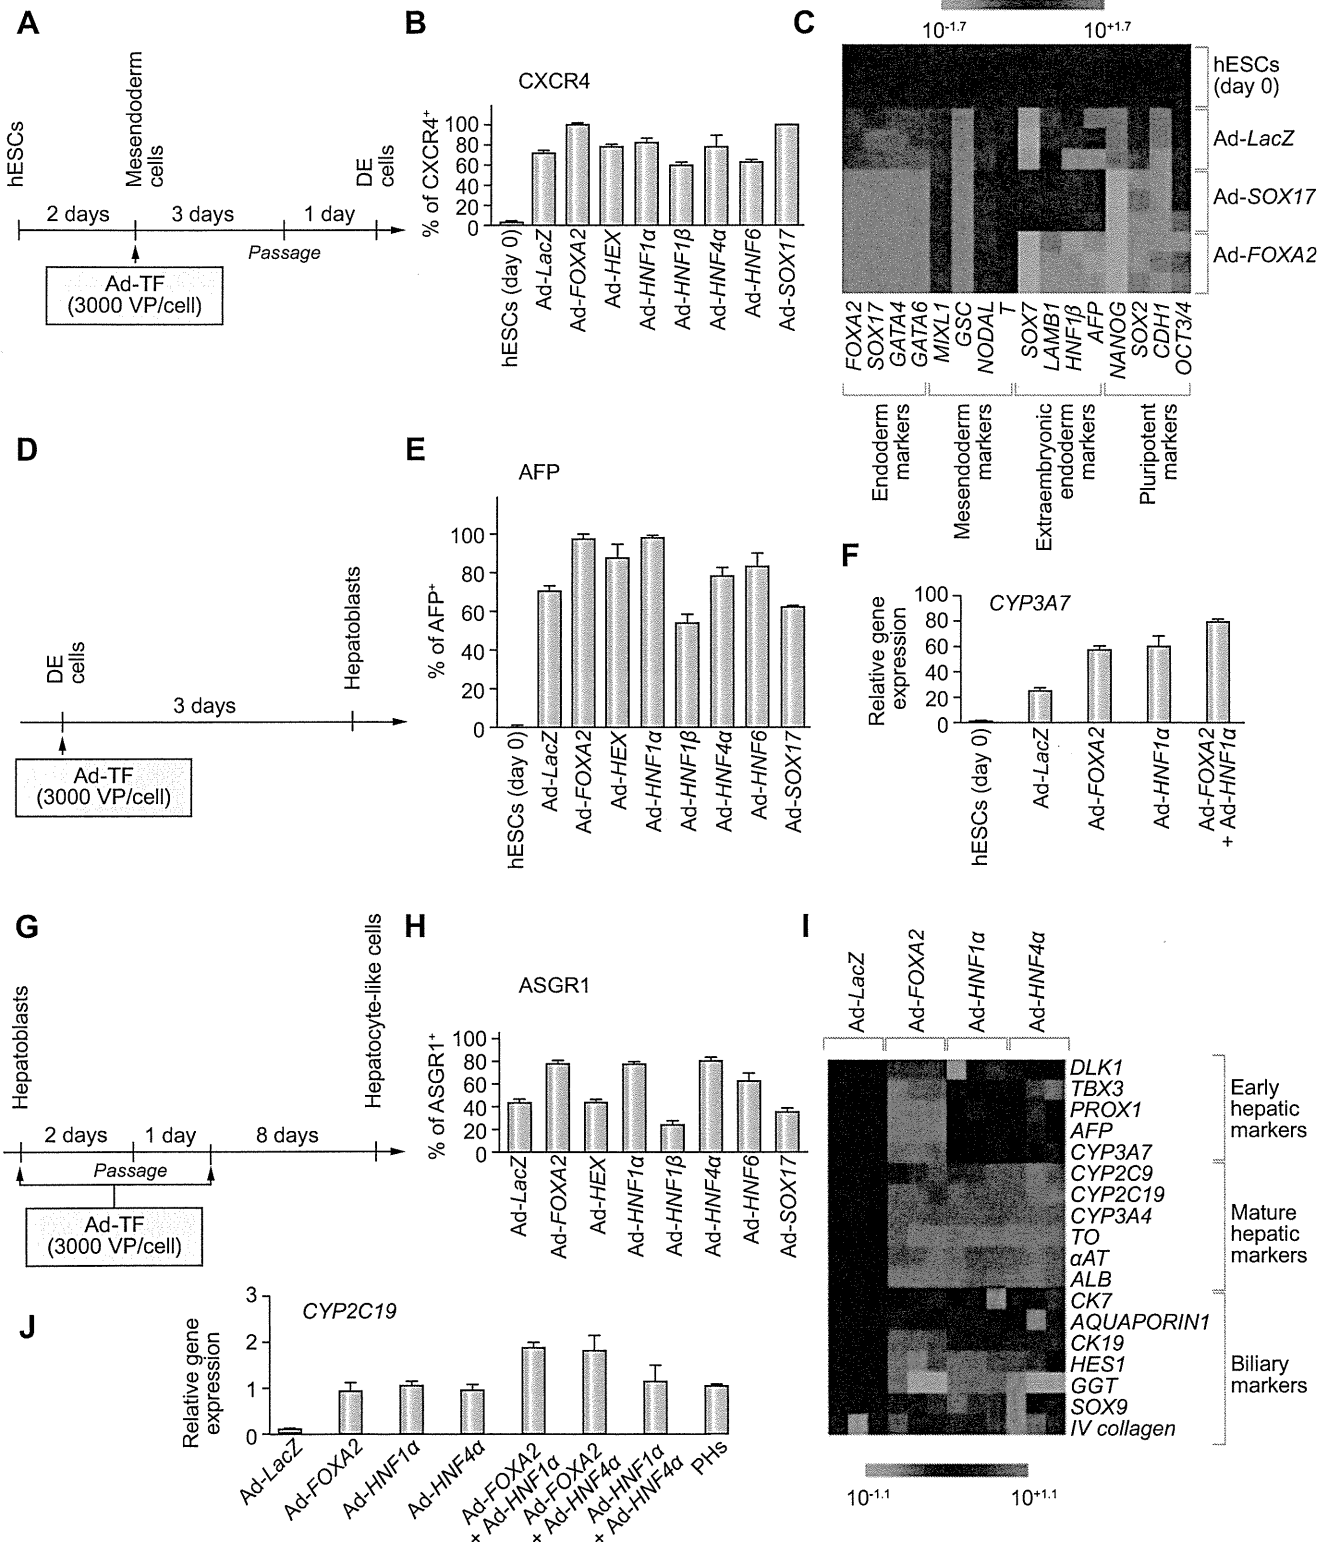 A
hESCs
Mesendoderm
cells
DE
cells
2 days
3 days
1 day
Passage
Ad-TF
(3000 VP/cell)
B
CXCR4
% of CXCR4⁺
100
80
60
40
20
0
hESCs (day 0)
Ad-LacZ
Ad-FOXA2
Ad-HEX
Ad-HNF1α
Ad-HNF1β
Ad-HNF4α
Ad-HNF6
Ad-SOX17
C
10^-1.7
10^+1.7
hESCs
(day 0)
Ad-LacZ
Ad-SOX17
Ad-FOXA2
FOXA2
SOX17
GATA4
GATA6
MIXL1
GSC
NODAL
T
SOX7
LAMB1
HNF1β
AFP
NANOG
SOX2
CDH1
OCT3/4
Endoderm
markers
Mesendoderm
markers
Extraembryonic
endoderm
markers
Pluripotent
markers
D
DE
cells
Hepatoblasts
3 days
Ad-TF
(3000 VP/cell)
E
AFP
% of AFP⁺
100
80
60
40
20
0
hESCs (day 0)
Ad-LacZ
Ad-FOXA2
Ad-HEX
Ad-HNF1α
Ad-HNF1β
Ad-HNF4α
Ad-HNF6
Ad-SOX17
F
CYP3A7
Relative gene
expression
100
80
60
40
20
0
hESCs (day 0)
Ad-LacZ
Ad-FOXA2
Ad-HNF1α
Ad-FOXA2
+ Ad-HNF1α
G
Hepatoblasts
Hepatocyte-like cells
2 days
1 day
8 days
Passage
Ad-TF
(3000 VP/cell)
H
ASGR1
% of ASGR1⁺
100
80
60
40
20
0
Ad-LacZ
Ad-FOXA2
Ad-HEX
Ad-HNF1α
Ad-HNF1β
Ad-HNF4α
Ad-HNF6
Ad-SOX17
I
Ad-LacZ
Ad-FOXA2
Ad-HNF1α
Ad-HNF4α
DLK1
TBX3
PROX1
AFP
CYP3A7
CYP2C9
CYP2C19
CYP3A4
TO
αAT
ALB
CK7
AQUAPORIN1
CK19
HES1
GGT
SOX9
IV collagen
Early
hepatic
markers
Mature
hepatic
markers
Biliary
markers
10^-1.1
10^+1.1
J
CYP2C19
Relative gene
expression
3
2
1
0
Ad-LacZ
Ad-FOXA2
Ad-HNF1α
Ad-HNF4α
Ad-FOXA2
+ Ad-HNF1α
Ad-FOXA2
+ Ad-HNF4α
Ad-HNF1α
+ Ad-HNF4α
PHs